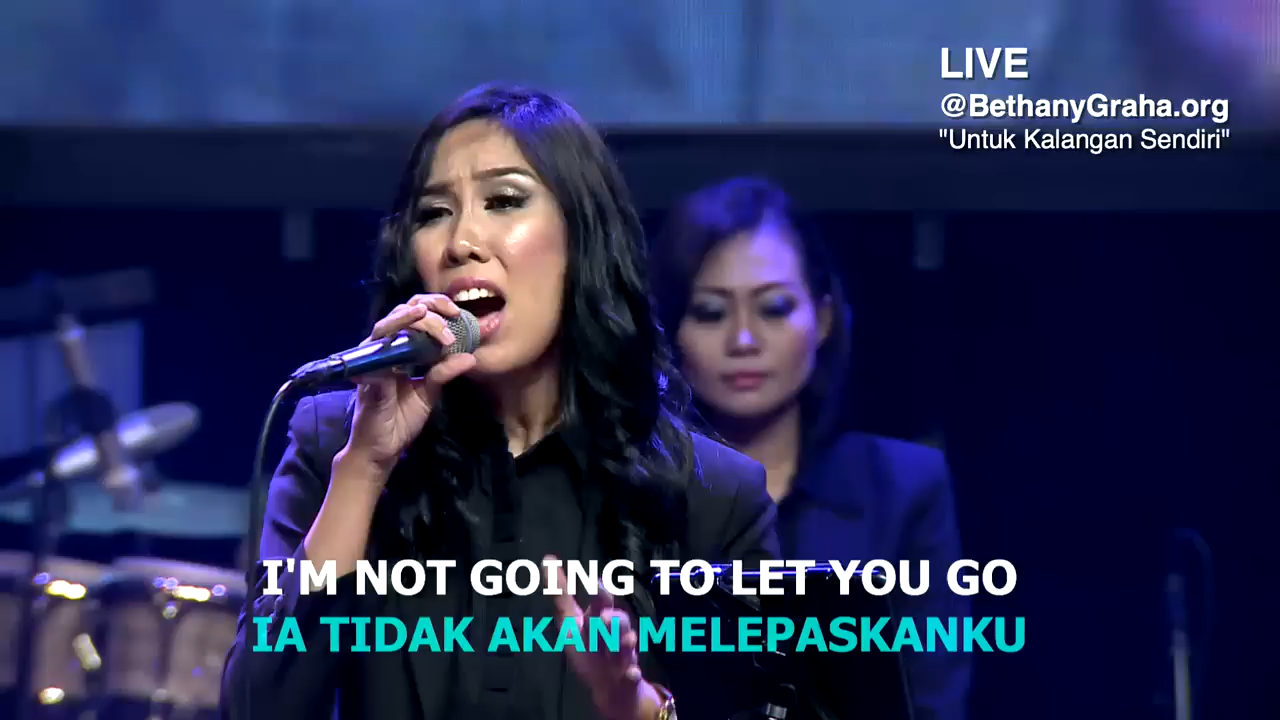 LIVE
@BethanyGraha.org
"Untuk Kalangan Sendiri"
I'M NOT GOING TO LET YOU GO
IA TIDAK AKAN MELEPASKANKU